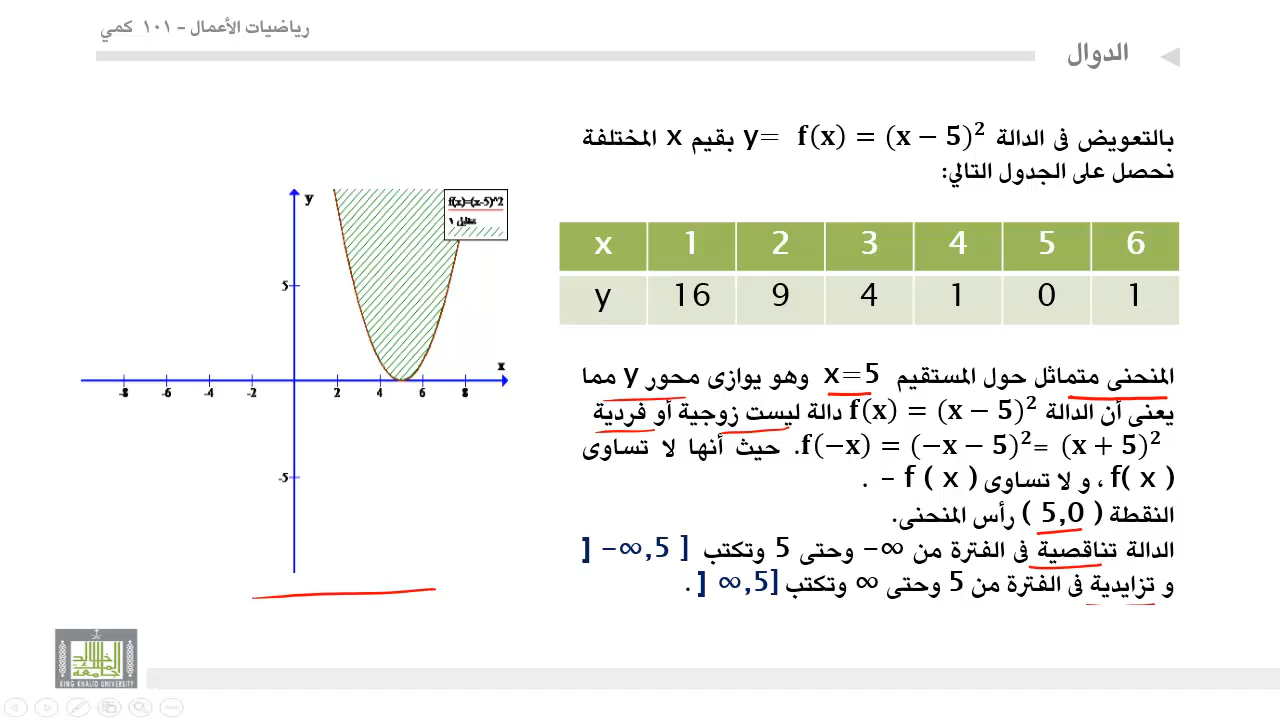 رياضيات الأعمال – ١٠١ كمي
الدوال
بالتعويض فى الدالة y= f(x) = (x − 5)² بقيم x المختلفة
نحصل على الجدول التالي:
x 1 2 3 4 5 6
y 16 9 4 1 0 1
المنحنى متماثل حول المستقيم x=5 وهو يوازى محور y مما
يعنى أن الدالة f(x) = (x − 5)² دالة ليست زوجية أو فردية
f(−x) = (−x − 5)²= (x + 5)². حيث أنها لا تساوى
f( x ) ، و لا تساوى − f ( x ) .
النقطة ( 5,0 ) رأس المنحنى.
الدالة تناقصية فى الفترة من ∞− وحتى 5 وتكتب ] −∞,5 [
و تزايدية فى الفترة من 5 وحتى ∞ وتكتب ] ∞,5[ .
y
f(x)=(x-5)^2
5
x
-8 -6 -4 -2 2 4 6 8
-5
جامعة الملك خالد
KING KHALID UNIVERSITY